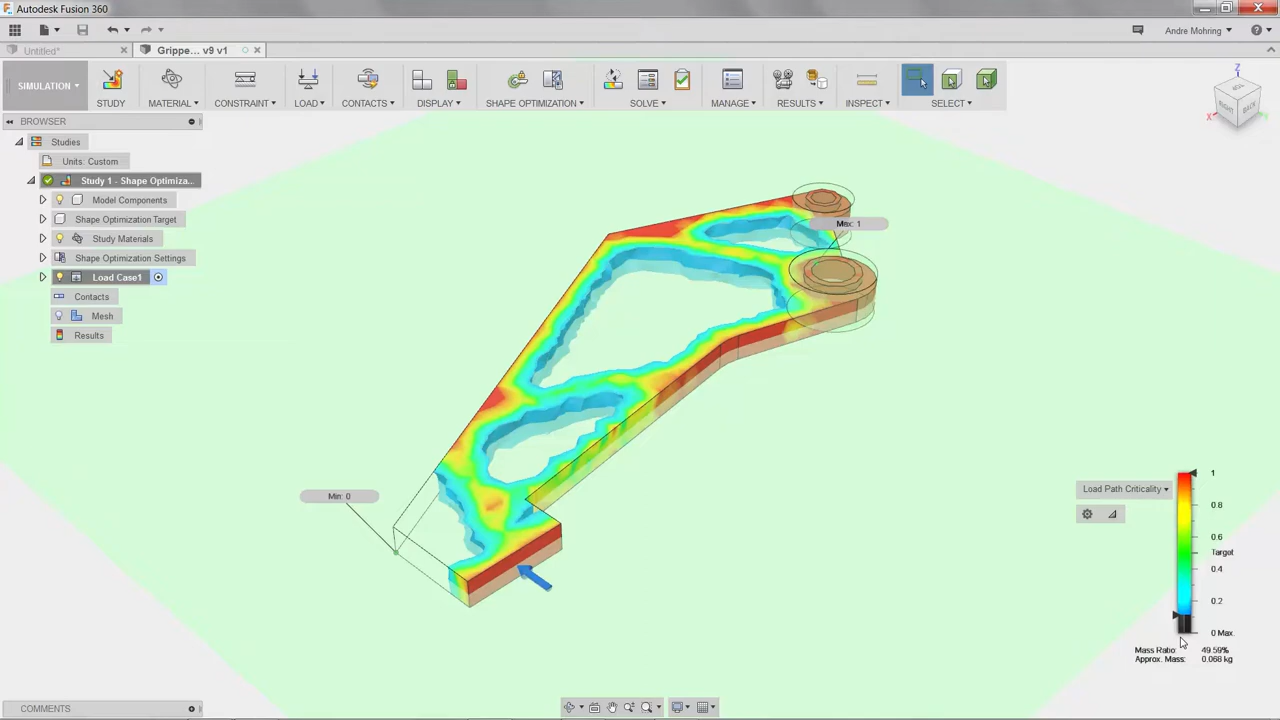 Autodesk Fusion 360
Andre Mohring
Untitled*
Grippe... v9 v1
SIMULATION
STUDY
MATERIAL
CONSTRAINT
LOAD
CONTACTS
DISPLAY
SHAPE OPTIMIZATION
SOLVE
MANAGE
RESULTS
INSPECT
SELECT
BROWSER
Studies
Units: Custom
Study 1 - Shape Optimiza...
Model Components
Shape Optimization Target
Study Materials
Shape Optimization Settings
Load Case1
Contacts
Mesh
Results
Z
X
RIGHT
BACK
Max: 1
Min: 0
Load Path Criticality
1
0.8
0.6
Target
0.4
0.2
0 Max.
Mass Ratio: 49.59%
Approx. Mass: 0.068 kg
COMMENTS